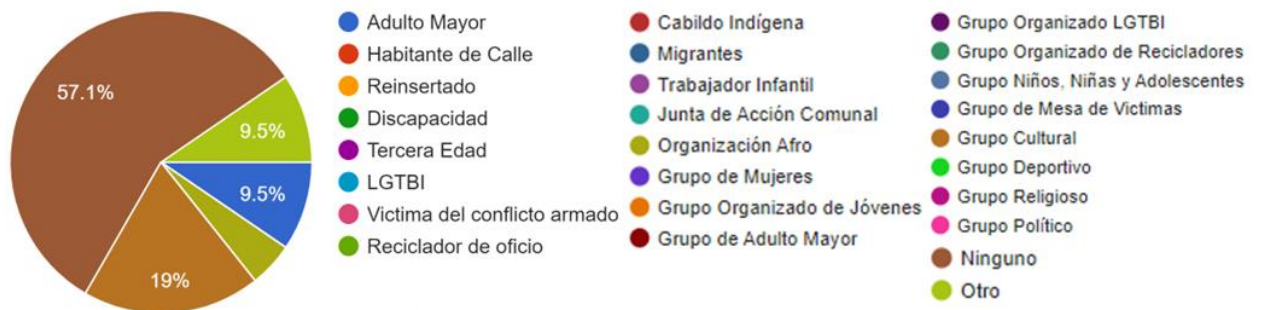 57.1%
9.5%
9.5%
19%
Adulto Mayor
Habitante de Calle
Reinsertado
Discapacidad
Tercera Edad
LGTBI
Victima del conflicto armado
Reciclador de oficio
Cabildo Indígena
Migrantes
Trabajador Infantil
Junta de Acción Comunal
Organización Afro
Grupo de Mujeres
Grupo Organizado de Jóvenes
Grupo de Adulto Mayor
Grupo Organizado LGTBI
Grupo Organizado de Recicladores
Grupo Niños, Niñas y Adolescentes
Grupo de Mesa de Victimas
Grupo Cultural
Grupo Deportivo
Grupo Religioso
Grupo Político
Ninguno
Otro